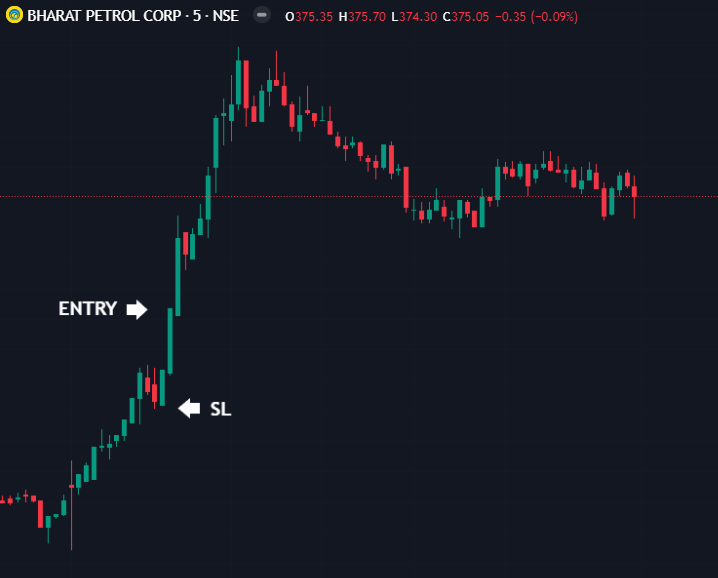 BHARAT PETROL CORP · 5 · NSE O375.35 H375.70 L374.30 C375.05 −0.35 (−0.09%)
ENTRY
SL